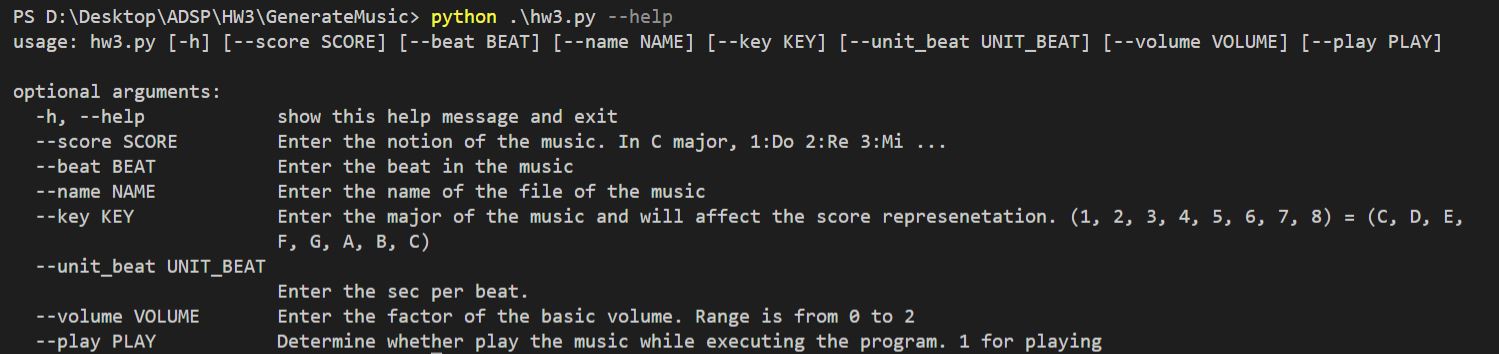 PS D:\Desktop\ADSP\HW3\GenerateMusic> python .\hw3.py --help
usage: hw3.py [-h] [--score SCORE] [--beat BEAT] [--name NAME] [--key KEY] [--unit_beat UNIT_BEAT] [--volume VOLUME] [--play PLAY]
optional arguments:
-h, --help show this help message and exit
--score SCORE Enter the notion of the music. In C major, 1:Do 2:Re 3:Mi ...
--beat BEAT Enter the beat in the music
--name NAME Enter the name of the file of the music
--key KEY Enter the major of the music and will affect the score represenetation. (1, 2, 3, 4, 5, 6, 7, 8) = (C, D, E,
F, G, A, B, C)
--unit_beat UNIT_BEAT
Enter the sec per beat.
--volume VOLUME Enter the factor of the basic volume. Range is from 0 to 2
--play PLAY Determine whether play the music while executing the program. 1 for playing